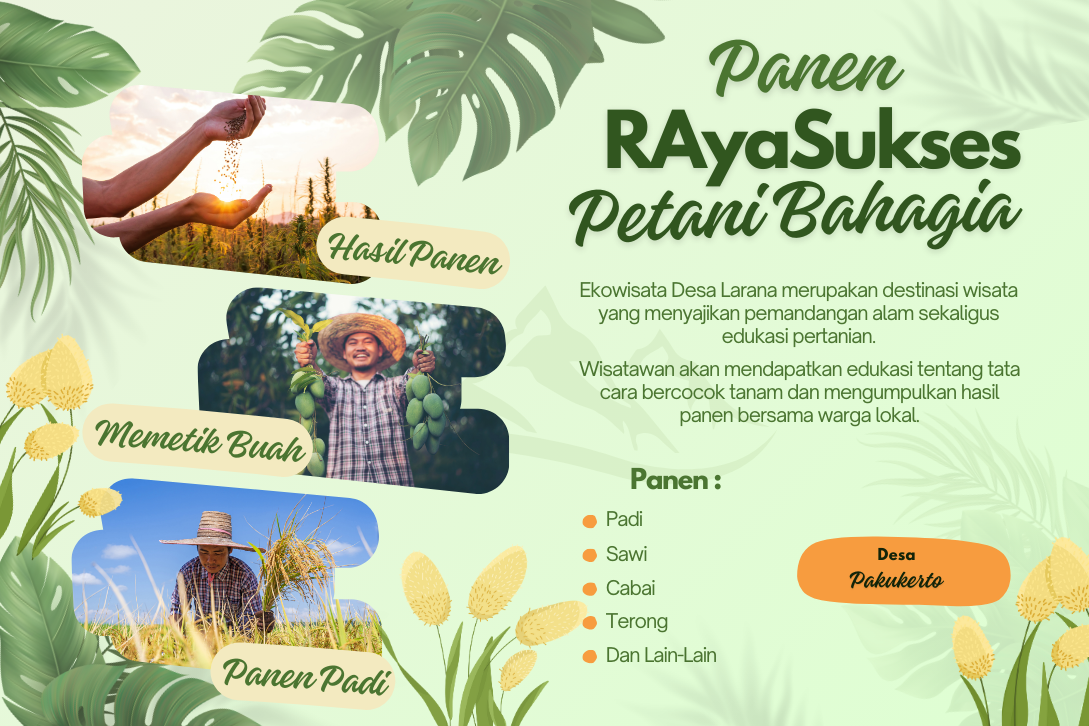 Panen
RAyaSukses
Petani Bahagia
Hasil Panen
Memetik Buah
Panen Padi
Ekowisata Desa Larana merupakan destinasi wisata
yang menyajikan pemandangan alam sekaligus
edukasi pertanian.
Wisatawan akan mendapatkan edukasi tentang tata
cara bercocok tanam dan mengumpulkan hasil
panen bersama warga lokal.
Panen :
Padi
Sawi
Cabai
Terong
Dan Lain-Lain
Desa
Pakukerto